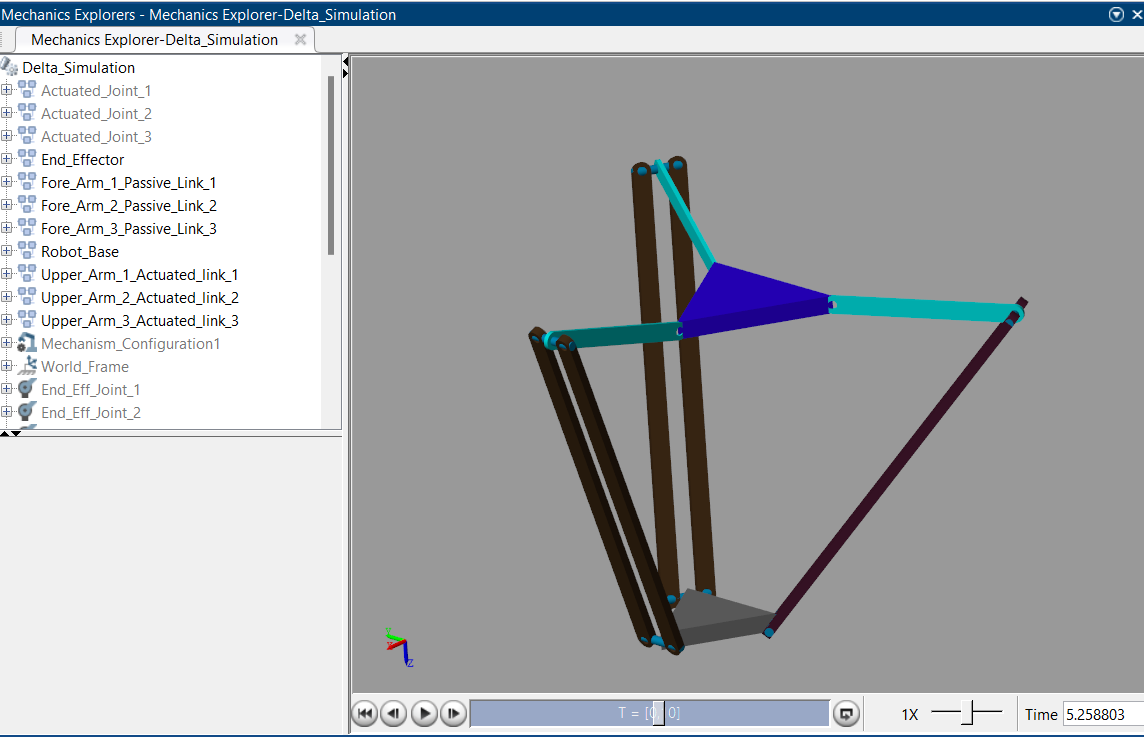 Mechanics Explorers - Mechanics Explorer-Delta_Simulation
Mechanics Explorer-Delta_Simulation
Delta_Simulation
Actuated_Joint_1
Actuated_Joint_2
Actuated_Joint_3
End_Effector
Fore_Arm_1_Passive_Link_1
Fore_Arm_2_Passive_Link_2
Fore_Arm_3_Passive_Link_3
Robot_Base
Upper_Arm_1_Actuated_link_1
Upper_Arm_2_Actuated_link_2
Upper_Arm_3_Actuated_link_3
Mechanism_Configuration1
World_Frame
End_Eff_Joint_1
End_Eff_Joint_2
Z
T = [0, 0]
1X
Time 5.258803